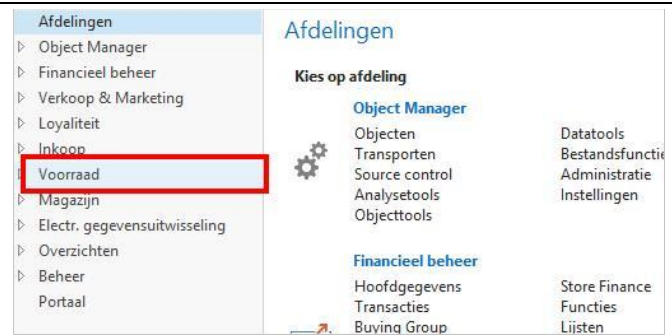 Afdelingen
Object Manager
Financieel beheer
Verkoop & Marketing
Loyaliteit
Inkoop
Voorraad
Magazijn
Electr. gegevensuitwisseling
Overzichten
Beheer
Portaal
Afdelingen
Kies op afdeling
Object Manager
Objecten
Transporten
Source control
Analysetools
Objecttools
Datatools
Bestandsfunctie
Administratie
Instellingen
Financieel beheer
Hoofdgegevens
Transacties
Buying Group
Store Finance
Functies
Lijsten